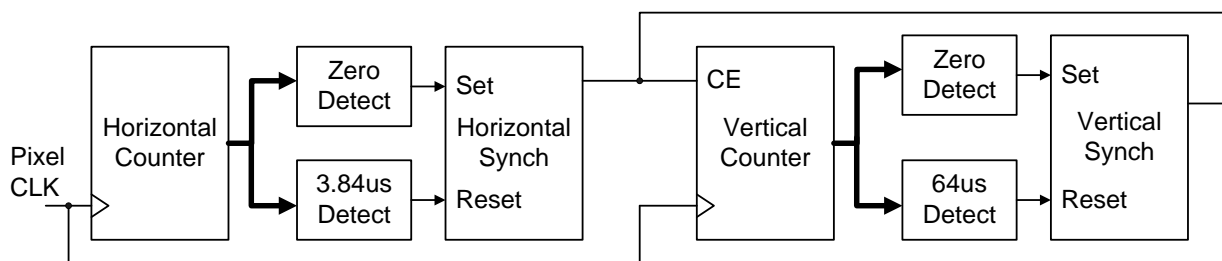 Pixel
CLK
Horizontal
Counter
Zero
Detect
3.84us
Detect
Set
Horizontal
Synch
Reset
CE
Vertical
Counter
Zero
Detect
64us
Detect
Set
Vertical
Synch
Reset